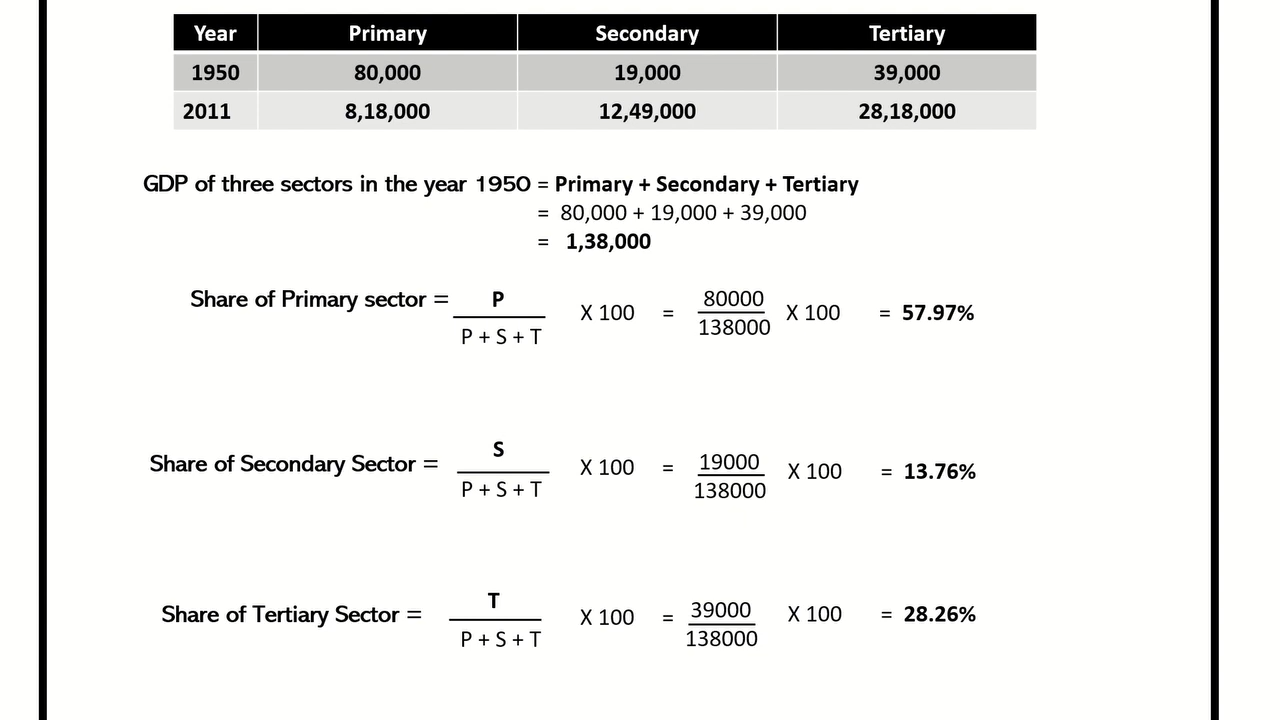 Year Primary Secondary Tertiary
1950 80,000 19,000 39,000
2011 8,18,000 12,49,000 28,18,000
GDP of three sectors in the year 1950 = Primary + Secondary + Tertiary
= 80,000 + 19,000 + 39,000
= 1,38,000
Share of Primary sector = P / P + S + T X 100 = 80000 / 138000 X 100 = 57.97%
Share of Secondary Sector = S / P + S + T X 100 = 19000 / 138000 X 100 = 13.76%
Share of Tertiary Sector = T / P + S + T X 100 = 39000 / 138000 X 100 = 28.26%